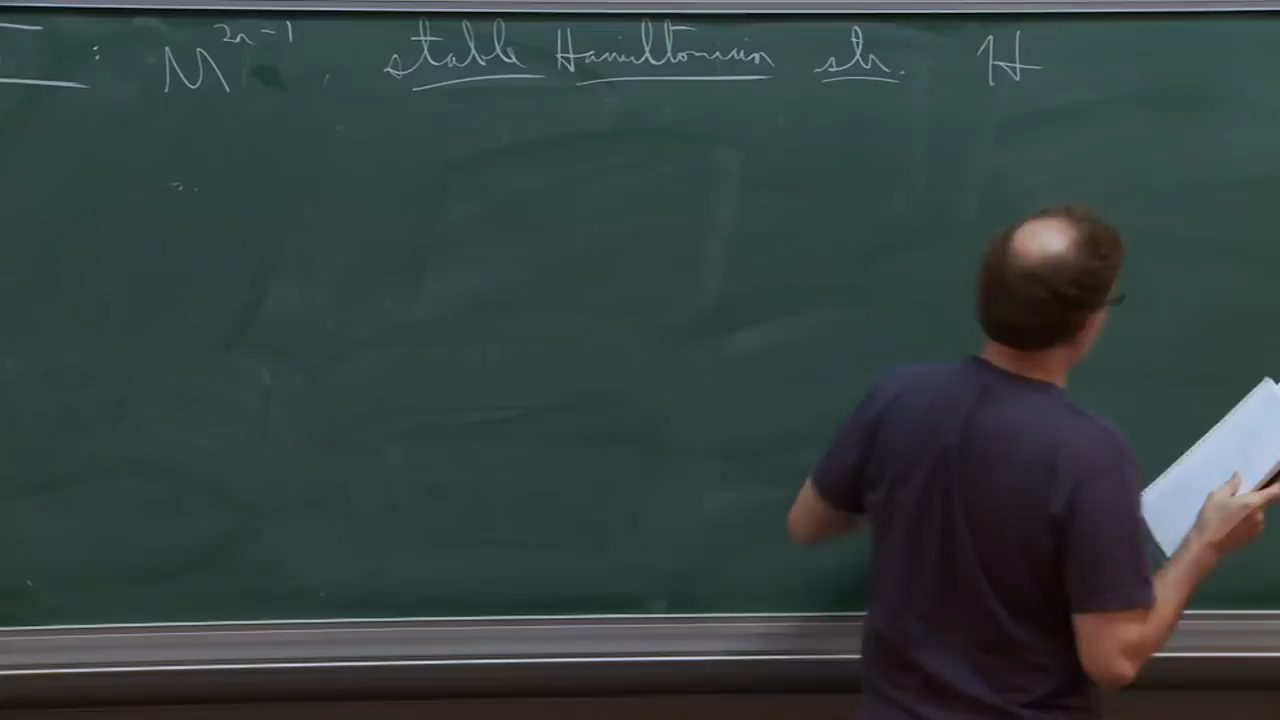 : M^{2n-1}, stable Hamiltonian str. H